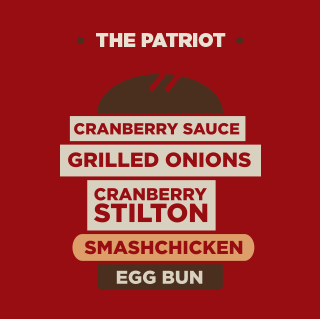 THE PATRIOT
CRANBERRY SAUCE
GRILLED ONIONS
CRANBERRY
STILTON
SMASHCHICKEN
EGG BUN